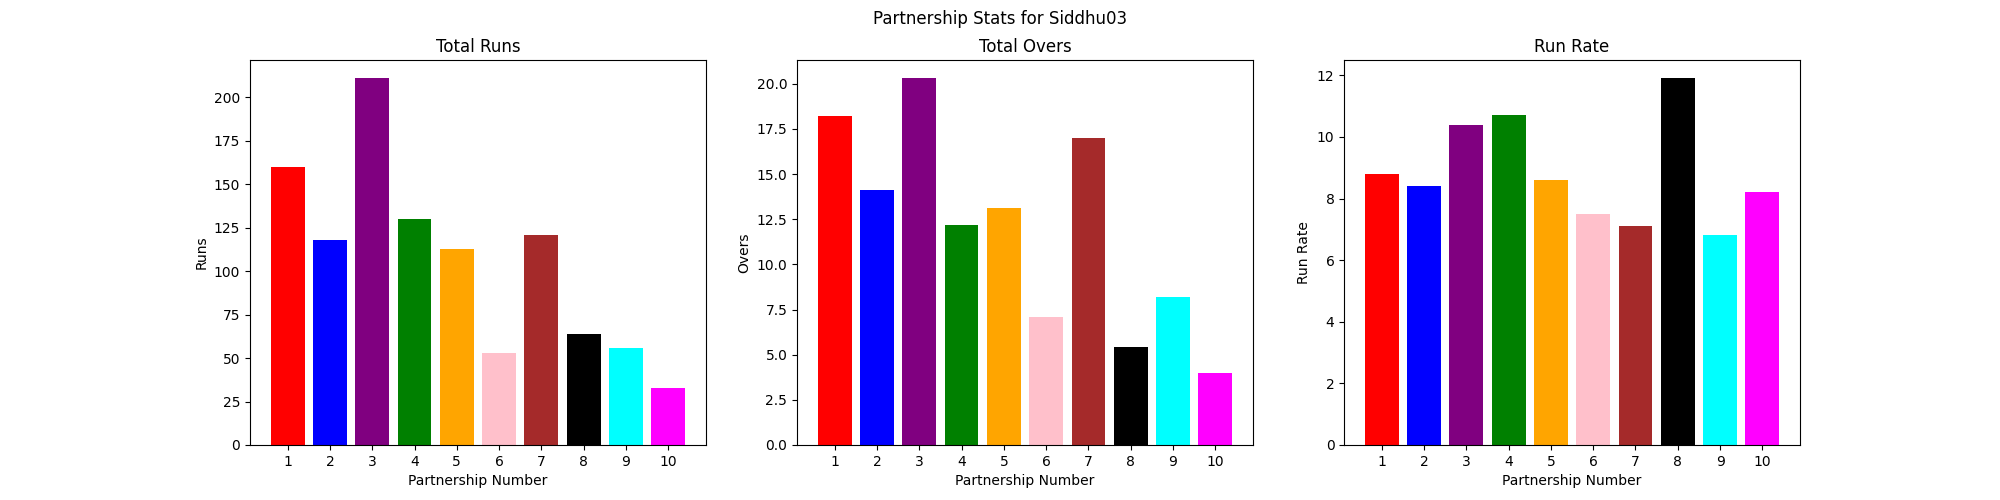 Partnership Stats for Siddhu03
Total Runs
Runs
200
175
150
125
100
75
50
25
0
1 2 3 4 5 6 7 8 9 10
Partnership Number
Total Overs
Overs
20.0
17.5
15.0
12.5
10.0
7.5
5.0
2.5
0.0
1 2 3 4 5 6 7 8 9 10
Partnership Number
Run Rate
Run Rate
12
10
8
6
4
2
0
1 2 3 4 5 6 7 8 9 10
Partnership Number